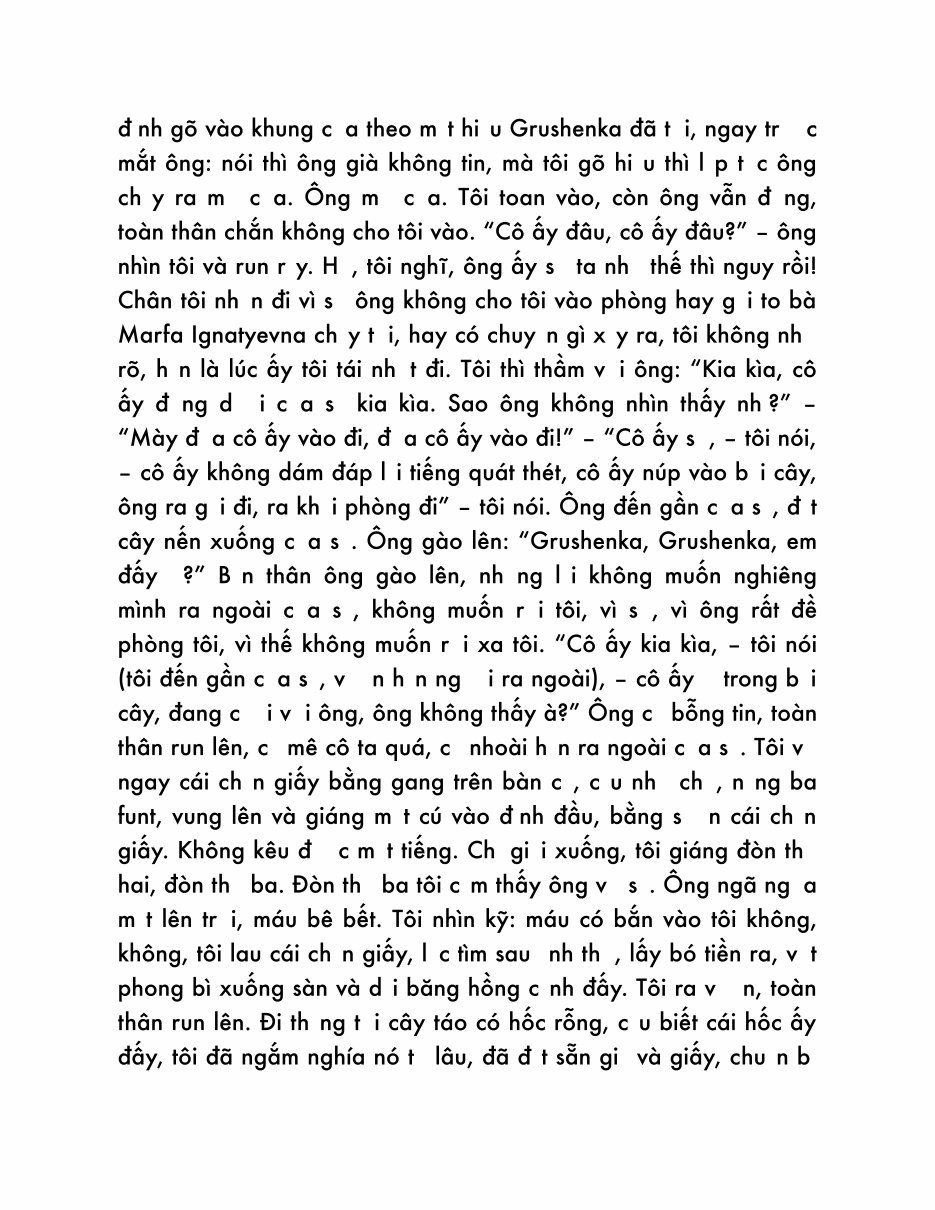 đ nh gõ vào khung c a theo m t hi u Grushenka đã t i, ngay tr c
mắt ông: nói thì ông già không tin, mà tôi gõ hi u thì l p t c ông
ch y ra m c a. Ông m c a. Tôi toan vào, còn ông vẫn đ ng,
toàn thân chắn không cho tôi vào. “Cô ấy đâu, cô ấy đâu?” – ông
nhìn tôi và run r y. H , tôi nghĩ, ông ấy s ta nh thế thì nguy rồi!
Chân tôi nh n đi vì s ông không cho tôi vào phòng hay g i to bà
Marfa Ignatyevna ch y t i, hay có chuy n gì x y ra, tôi không nh
rõ, h n là lúc ấy tôi tái nh t đi. Tôi thì thầm v i ông: “Kia kìa, cô
ấy đ ng d i c a s kia kìa. Sao ông không nhìn thấy nh ?” –
“Mày đ a cô ấy vào đi, đ a cô ấy vào đi!” – “Cô ấy s , – tôi nói,
– cô ấy không dám đáp l i tiếng quát thét, cô ấy núp vào b i cây,
ông ra g i đi, ra kh i phòng đi” – tôi nói. Ông đến gần c a s , đ t
cây nến xuống c a s . Ông gào lên: “Grushenka, Grushenka, em
đấy ?” B n thân ông gào lên, nh ng l i không muốn nghiêng
mình ra ngoài c a s , không muốn r i tôi, vì s , vì ông rất đề
phòng tôi, vì thế không muốn r i xa tôi. “Cô ấy kia kìa, – tôi nói
(tôi đến gần c a s , v n h n ng i ra ngoài), – cô ấy trong b i
cây, đang c i v i ông, ông không thấy à?” Ông c bỗng tin, toàn
thân run lên, c mê cô ta quá, c nhoài h n ra ngoài c a s . Tôi v
ngay cái ch n giấy bằng gang trên bàn c , c u nh ch , n ng ba
funt, vung lên và giáng m t cú vào đ nh đầu, bằng s n cái ch n
giấy. Không kêu đ c m t tiếng. Ch gi i xuống, tôi giáng đòn th
hai, đòn th ba. Đòn th ba tôi c m thấy ông v s . Ông ngã ng a
m t lên tr i, máu bê bết. Tôi nhìn kỹ: máu có bắn vào tôi không,
không, tôi lau cái ch n giấy, l c tìm sau nh th , lấy bó tiền ra, v t
phong bì xuống sàn và d i băng hồng c nh đấy. Tôi ra v n, toàn
thân run lên. Đi th ng t i cây táo có hốc rỗng, c u biết cái hốc ấy
đấy, tôi đã ngắm nghía nó t lâu, đã đ t sẵn gi và giấy, chu n b